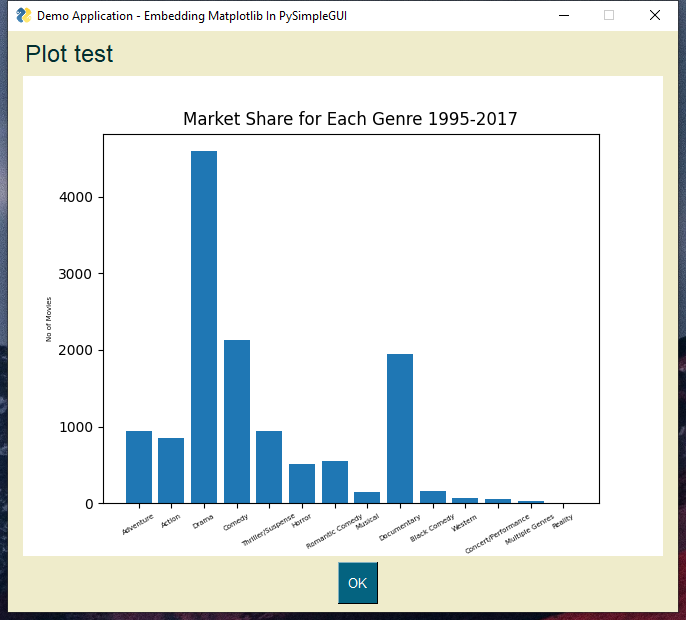 Demo Application - Embedding Matplotlib In PySimpleGUI
Plot test
Market Share for Each Genre 1995-2017
No of Movies
4000
3000
2000
1000
0
Adventure
Action
Drama
Comedy
Thriller/Suspense
Horror
Romantic Comedy
Musical
Documentary
Black Comedy
Western
Concert/Performance
Multiple Genres
Reality
OK